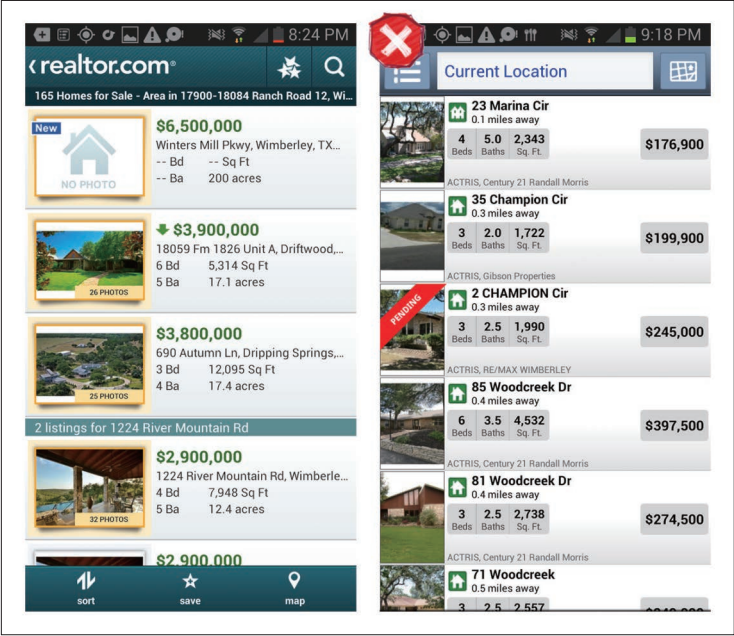 8:24 PM
realtor.com®
165 Homes for Sale - Area in 17900-18084 Ranch Road 12, Wi...
New
NO PHOTO
$6,500,000
Winters Mill Pkwy, Wimberley, TX...
-- Bd -- Sq Ft
-- Ba 200 acres
$3,900,000
18059 Fm 1826 Unit A, Driftwood,...
6 Bd 5,314 Sq Ft
5 Ba 17.1 acres
26 PHOTOS
$3,800,000
690 Autumn Ln, Dripping Springs,...
3 Bd 12,095 Sq Ft
4 Ba 17.4 acres
25 PHOTOS
2 listings for 1224 River Mountain Rd
$2,900,000
1224 River Mountain Rd, Wimberle...
4 Bd 7,948 Sq Ft
5 Ba 12.4 acres
32 PHOTOS
$2,900,000
sort save map
9:18 PM
Current Location
23 Marina Cir
0.1 miles away
4 5.0 2,343
Beds Baths Sq. Ft.
$176,900
ACTRIS, Century 21 Randall Morris
35 Champion Cir
0.3 miles away
3 2.0 1,722
Beds Baths Sq. Ft.
$199,900
ACTRIS, Gibson Properties
PENDING
2 CHAMPION Cir
0.3 miles away
3 2.5 1,990
Beds Baths Sq. Ft.
$245,000
ACTRIS, RE/MAX WIMBERLEY
85 Woodcreek Dr
0.4 miles away
6 3.5 4,532
Beds Baths Sq. Ft.
$397,500
ACTRIS, Century 21 Randall Morris
81 Woodcreek Dr
0.4 miles away
3 2.5 2,738
Beds Baths Sq. Ft.
$274,500
ACTRIS, Century 21 Randall Morris
71 Woodcreek
0.5 miles away
3 2.5 2,557